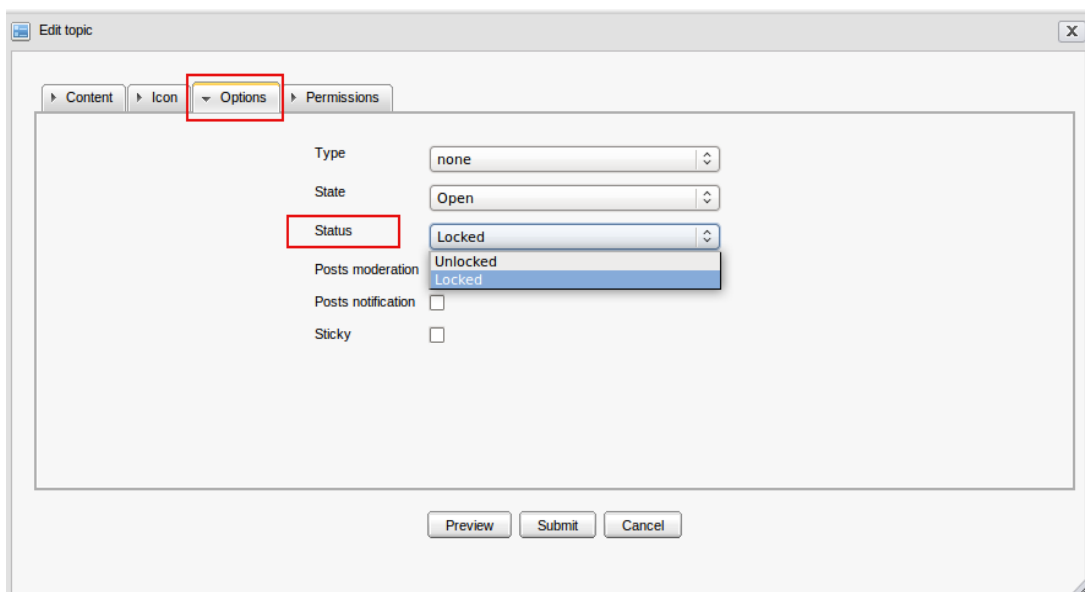 Edit topic
X
Content Icon Options Permissions
Type none
State Open
Status Locked
Unlocked
Posts moderation
Locked
Posts notification
Sticky
Preview Submit Cancel